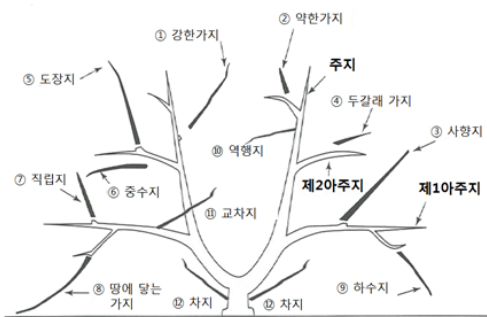 ② 약한가지
① 강한가지
주지
⑤ 도장지
④ 두갈래 가지
③ 사향지
⑩ 역행지
⑦ 직립지
⑥ 중수지
제2아주지
제1아주지
⑪ 교차지
⑧ 땅에 닿는
가지
⑫ 차지
⑫ 차지
⑨ 하수지